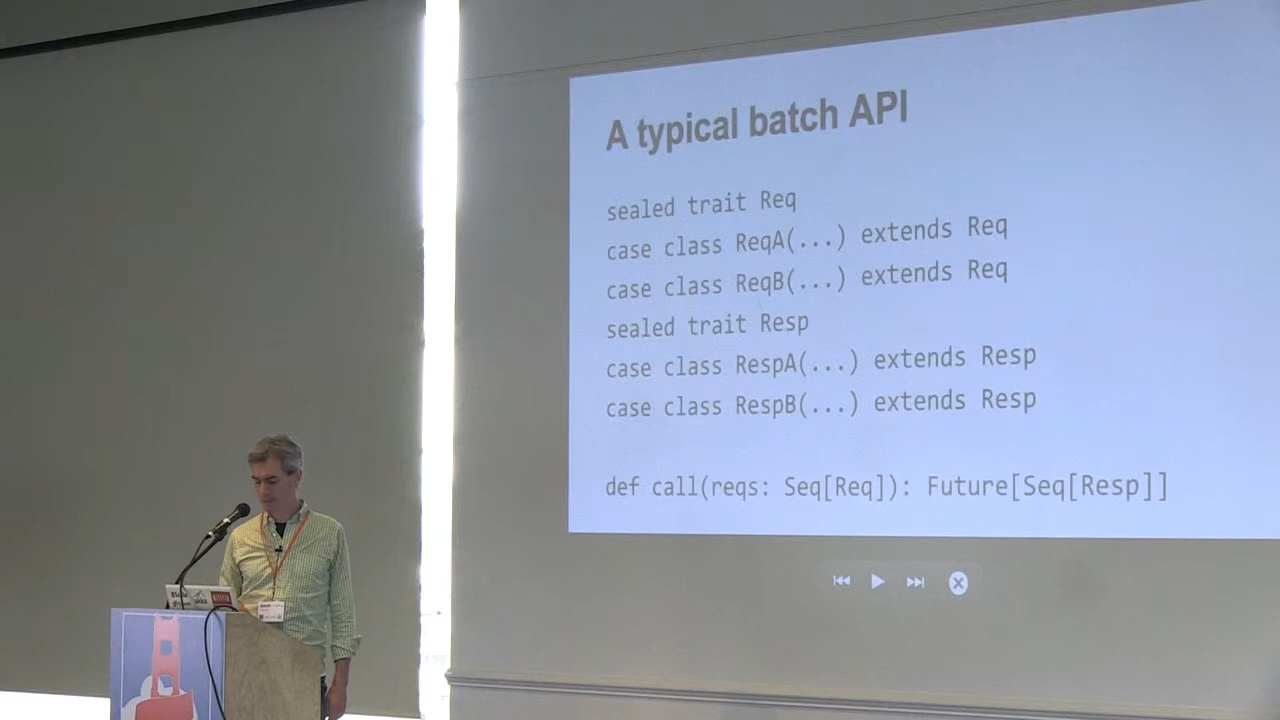 A typical batch API
sealed trait Req
case class ReqA(...) extends Req
case class ReqB(...) extends Req
sealed trait Resp
case class RespA(...) extends Resp
case class RespB(...) extends Resp
def call(reqs: Seq[Req]): Future[Seq[Resp]]